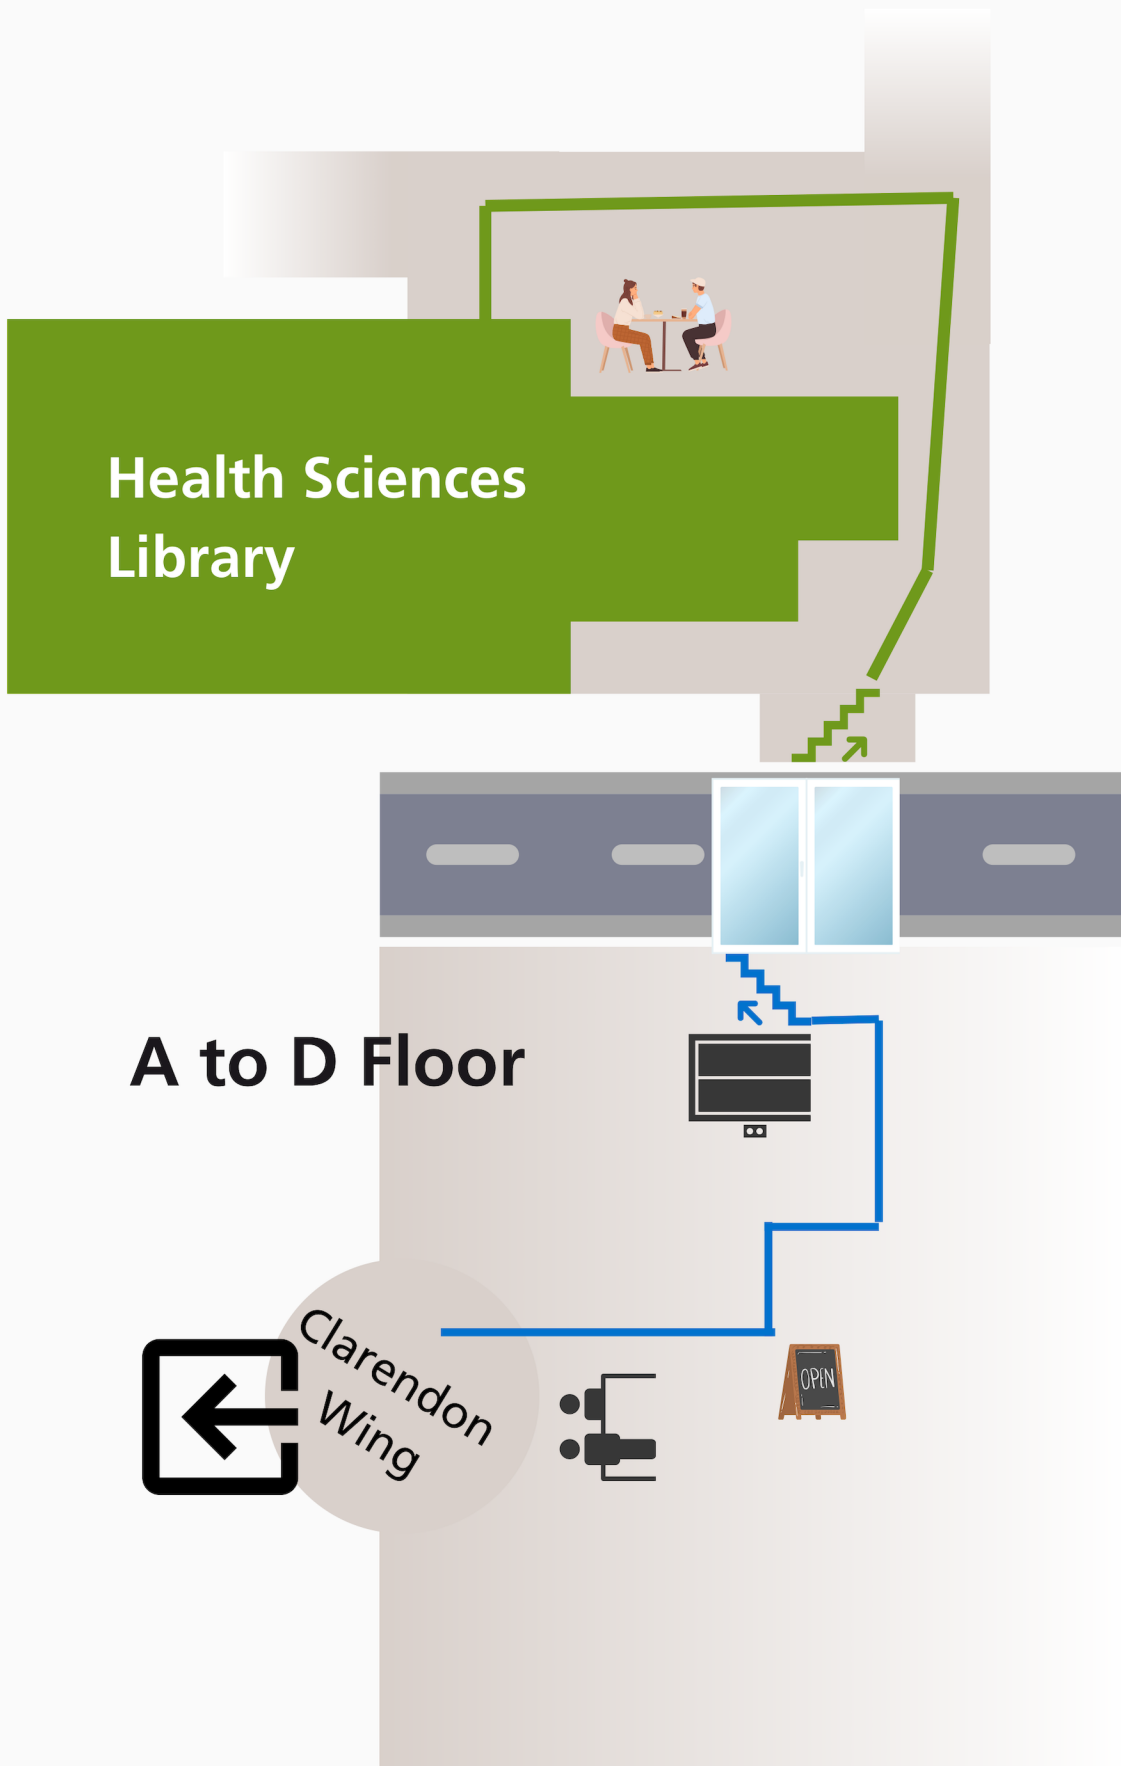 Health Sciences
Library
A to D Floor
Clarendon
Wing
OPEN